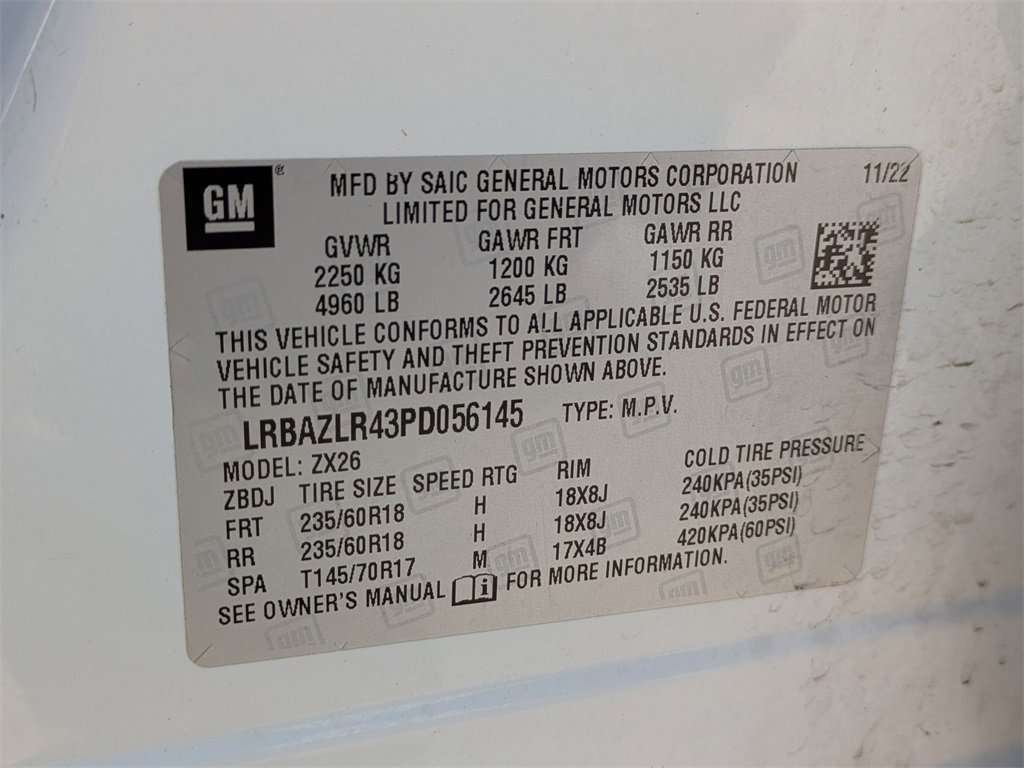 GM ®
MFD BY SAIC GENERAL MOTORS CORPORATION 11/22
LIMITED FOR GENERAL MOTORS LLC
GVWR GAWR FRT GAWR RR
2250 KG 1200 KG 1150 KG
4960 LB 2645 LB 2535 LB
THIS VEHICLE CONFORMS TO ALL APPLICABLE U.S. FEDERAL MOTOR
VEHICLE SAFETY AND THEFT PREVENTION STANDARDS IN EFFECT ON
THE DATE OF MANUFACTURE SHOWN ABOVE.
LRBAZLR43PD056145 TYPE: M.P.V.
MODEL: ZX26
ZBDJ TIRE SIZE SPEED RTG RIM COLD TIRE PRESSURE
FRT 235/60R18 H 18X8J 240KPA(35PSI)
RR 235/60R18 H 18X8J 240KPA(35PSI)
SPA T145/70R17 M 17X4B 420KPA(60PSI)
SEE OWNER'S MANUAL i FOR MORE INFORMATION.